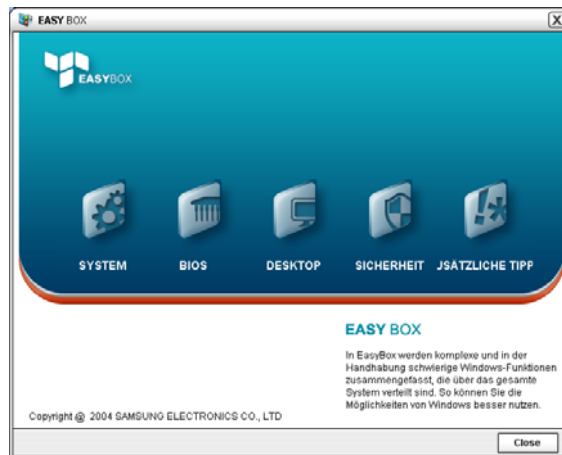 EASY BOX
EASYBOX
SYSTEM
BIOS
DESKTOP
SICHERHEIT
JSÄTZLICHE TIPP
EASY BOX
In EasyBox werden komplexe und in der
Handhabung schwierige Windows-Funktionen
zusammengefasst, die über das gesamte
System verteilt sind. So können Sie die
Möglichkeiten von Windows besser nutzen.
Copyright @ 2004 SAMSUNG ELECTRONICS CO., LTD
Close